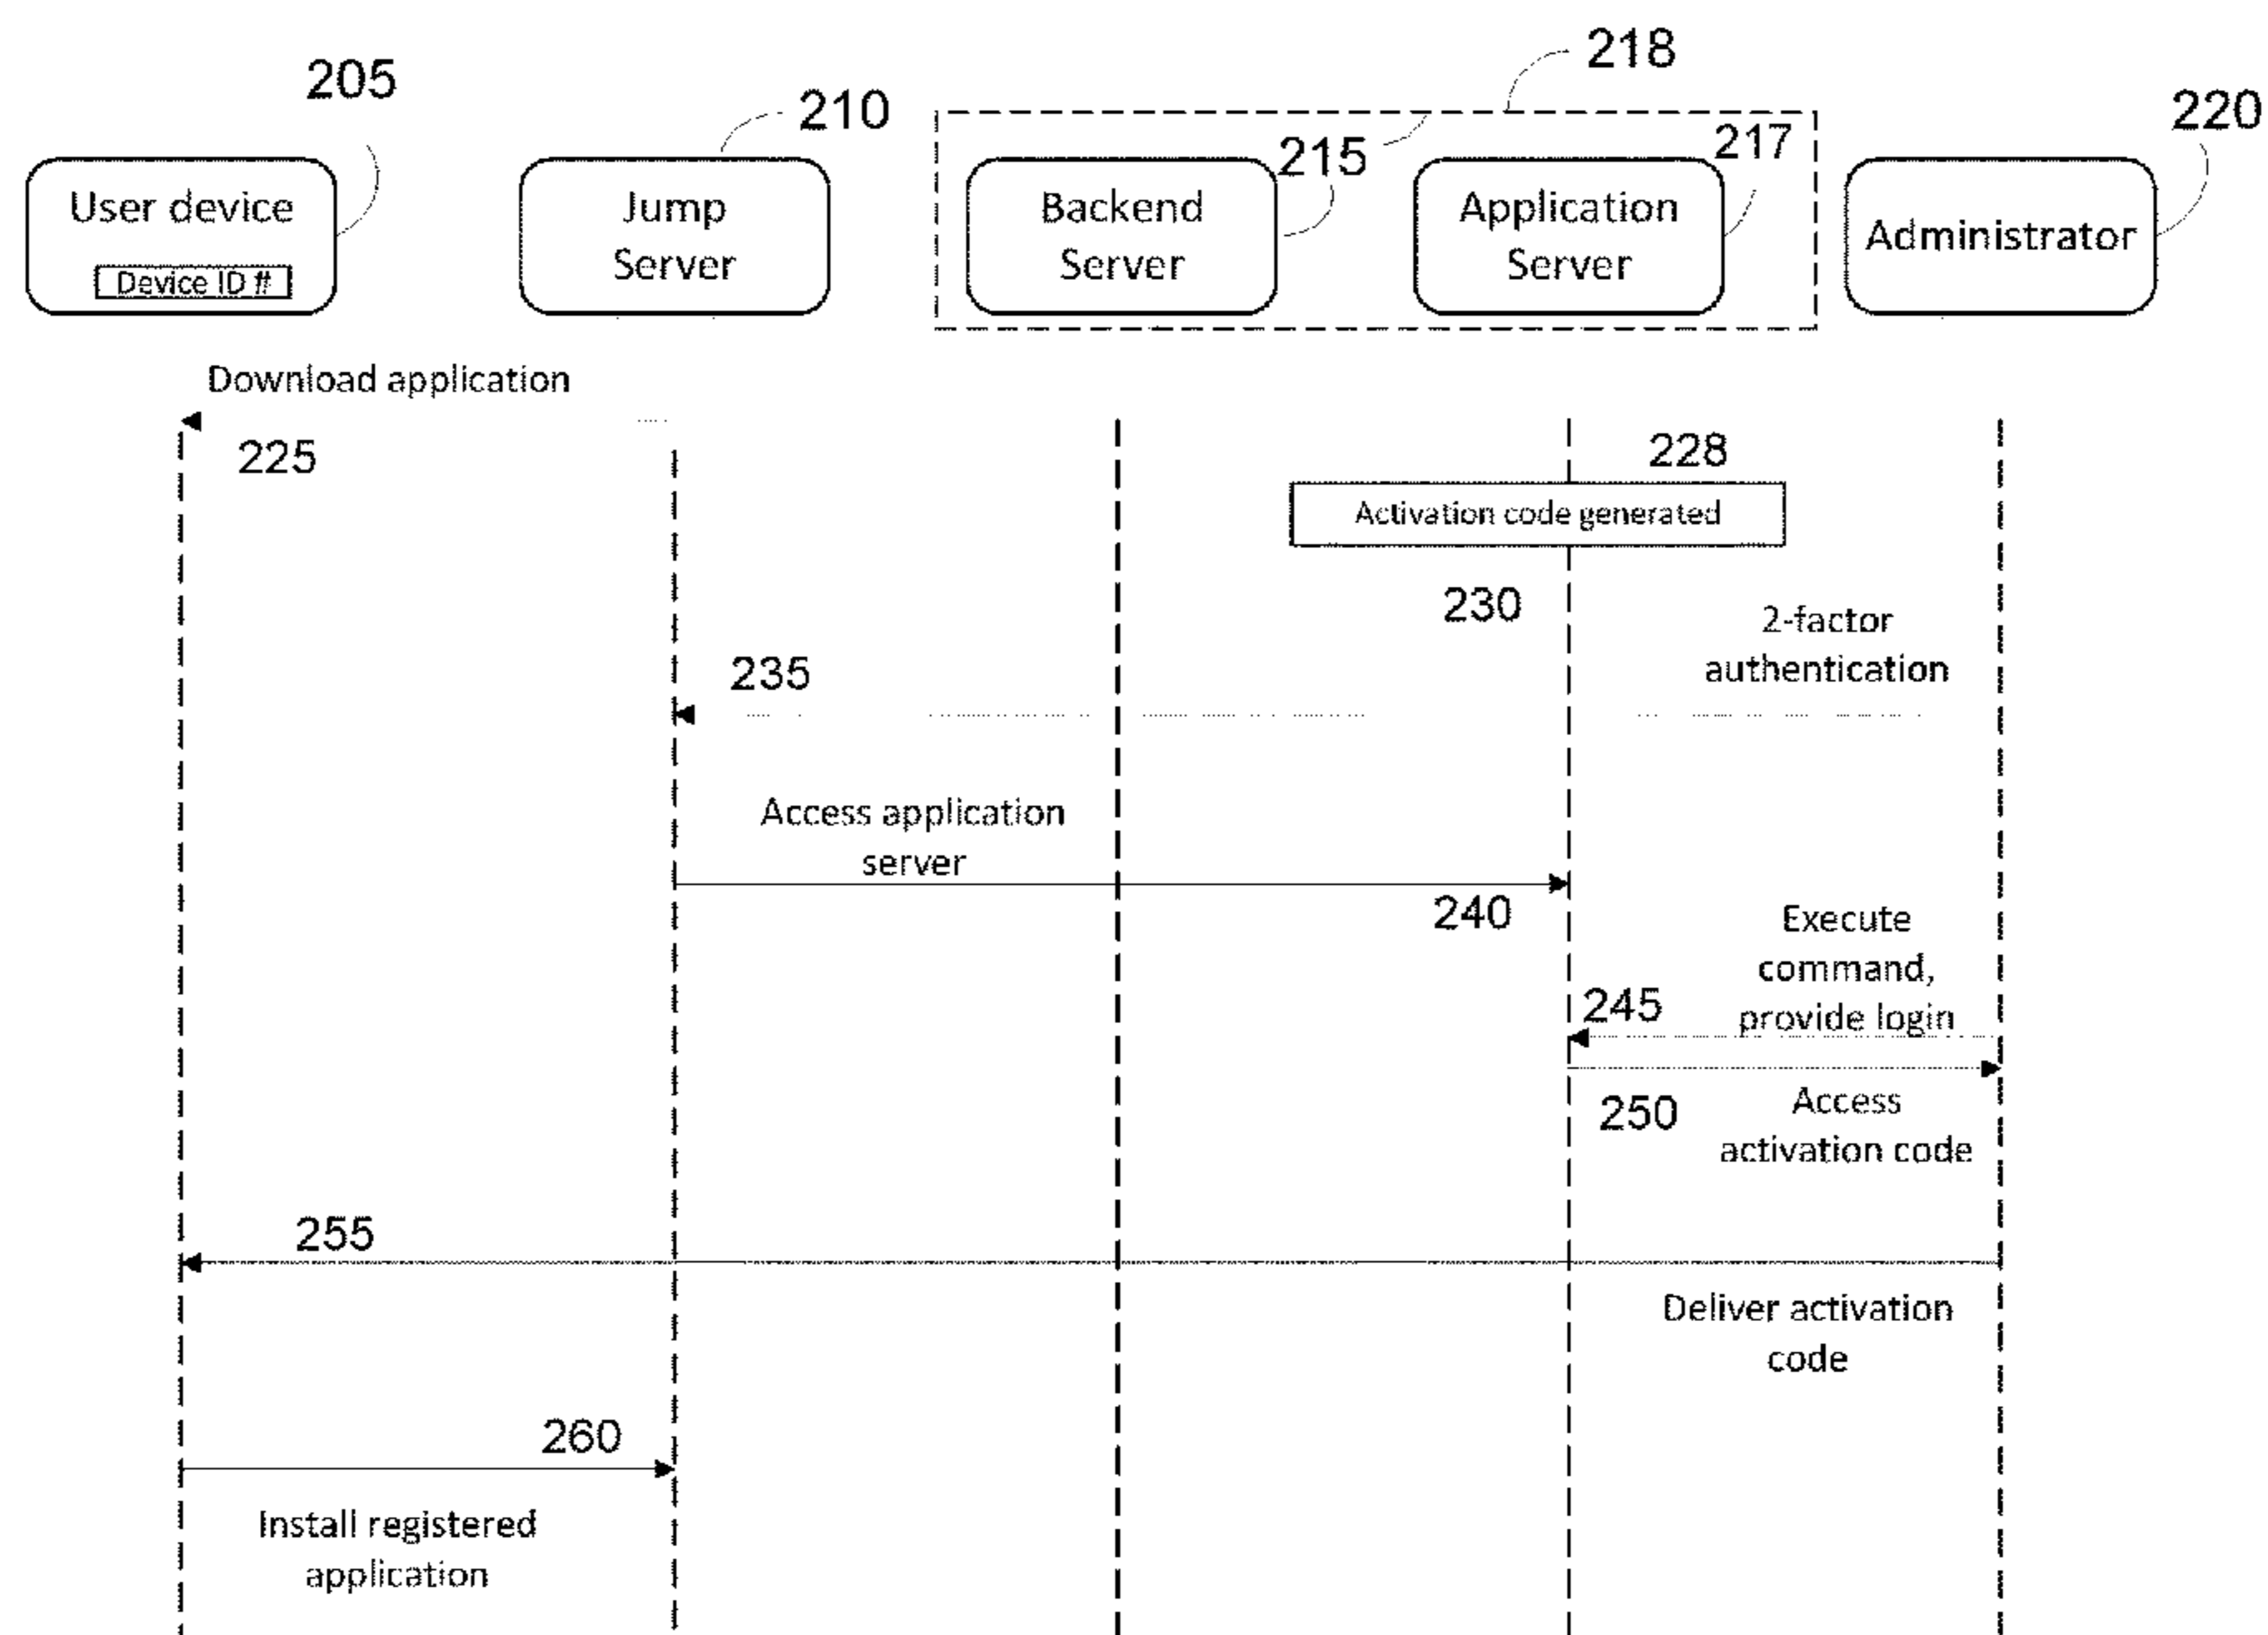 218
205
210
220
217
215
User device
Device ID #
Jump
Server
Backend
Server
Application
Server
Administrator
Download application
225
228
Activation code generated
230
2-factor
authentication
235
Access application
server
240
Execute
command,
provide login
245
250
Access
activation code
255
Deliver activation
code
260
Install registered
application